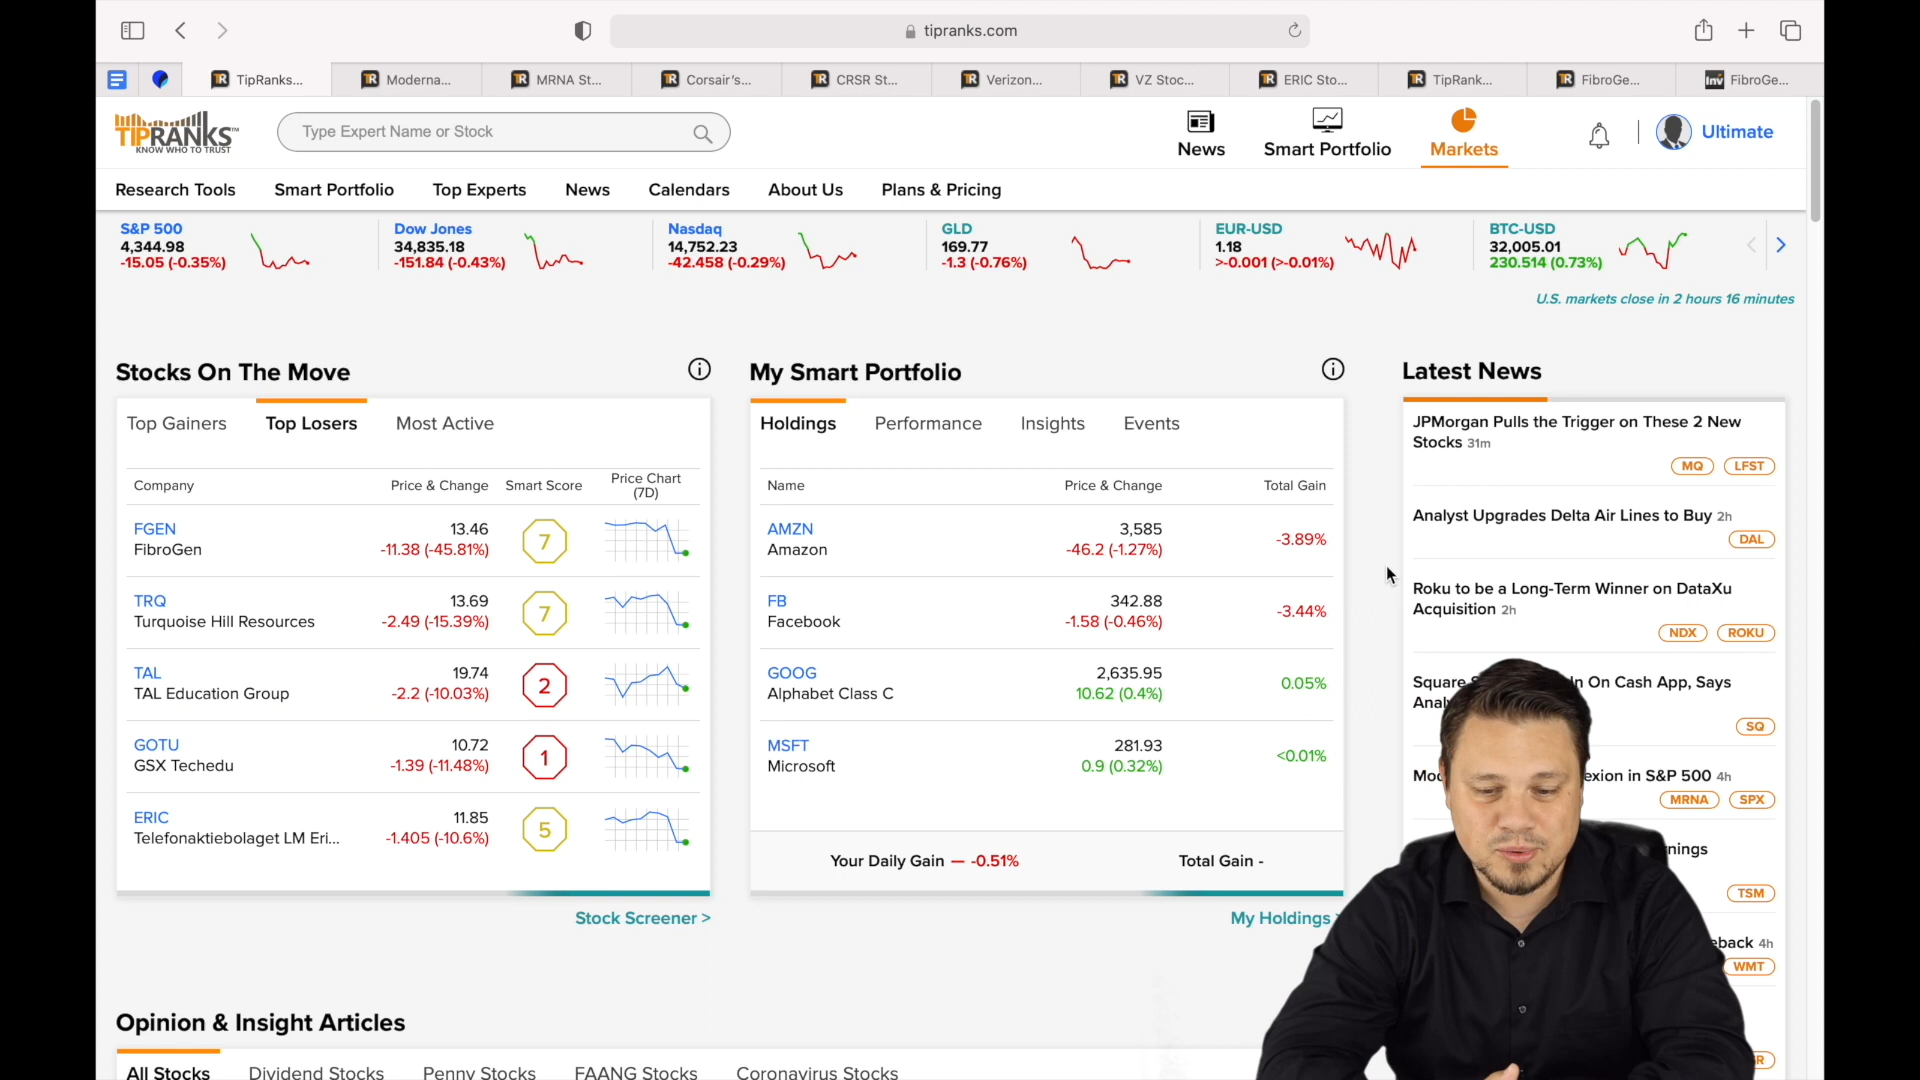 tipranks.com
TipRanks...
Moderna...
MRNA St...
Corsair's...
CRSR St...
Verizon...
VZ Stoc...
ERIC Sto...
TipRank...
FibroGe...
Inv FibroGe...
TIPRANKS
KNOW WHO TO TRUST
Type Expert Name or Stock
News
Smart Portfolio
Markets
Ultimate
Research Tools
Smart Portfolio
Top Experts
News
Calendars
About Us
Plans & Pricing
S&P 500
4,344.98
-15.05 (-0.35%)
Dow Jones
34,835.18
-151.84 (-0.43%)
Nasdaq
14,752.23
-42.458 (-0.29%)
GLD
169.77
-1.3 (-0.76%)
EUR-USD
1.18
>-0.001 (>-0.01%)
BTC-USD
32,005.01
230.514 (0.73%)
U.S. markets close in 2 hours 16 minutes
Stocks On The Move
Top Gainers Top Losers Most Active
Company Price & Change Smart Score Price Chart
(7D)
FGEN 13.46
FibroGen -11.38 (-45.81%) 7
TRQ 13.69
Turquoise Hill Resources -2.49 (-15.39%) 7
TAL 19.74
TAL Education Group -2.2 (-10.03%) 2
GOTU 10.72
GSX Techedu -1.39 (-11.48%) 1
ERIC 11.85
Telefonaktiebolaget LM Eri... -1.405 (-10.6%) 5
Stock Screener >
My Smart Portfolio
Holdings Performance Insights Events
Name Price & Change Total Gain
AMZN 3,585
Amazon -46.2 (-1.27%) -3.89%
FB 342.88
Facebook -1.58 (-0.46%) -3.44%
GOOG 2,635.95
Alphabet Class C 10.62 (0.4%) 0.05%
MSFT 281.93
Microsoft 0.9 (0.32%) <0.01%
Your Daily Gain — -0.51% Total Gain -
My Holdings
Latest News
JPMorgan Pulls the Trigger on These 2 New
Stocks 31m
MQ LFST
Analyst Upgrades Delta Air Lines to Buy 2h
DAL
Roku to be a Long-Term Winner on DataXu
Acquisition 2h
NDX ROKU
Square In On Cash App, Says
SQ
exion in S&P 500 4h
MRNA SPX
TSM
4h
WMT
Opinion & Insight Articles
All Stocks Dividend Stocks Penny Stocks FAANG Stocks Coronavirus Stocks